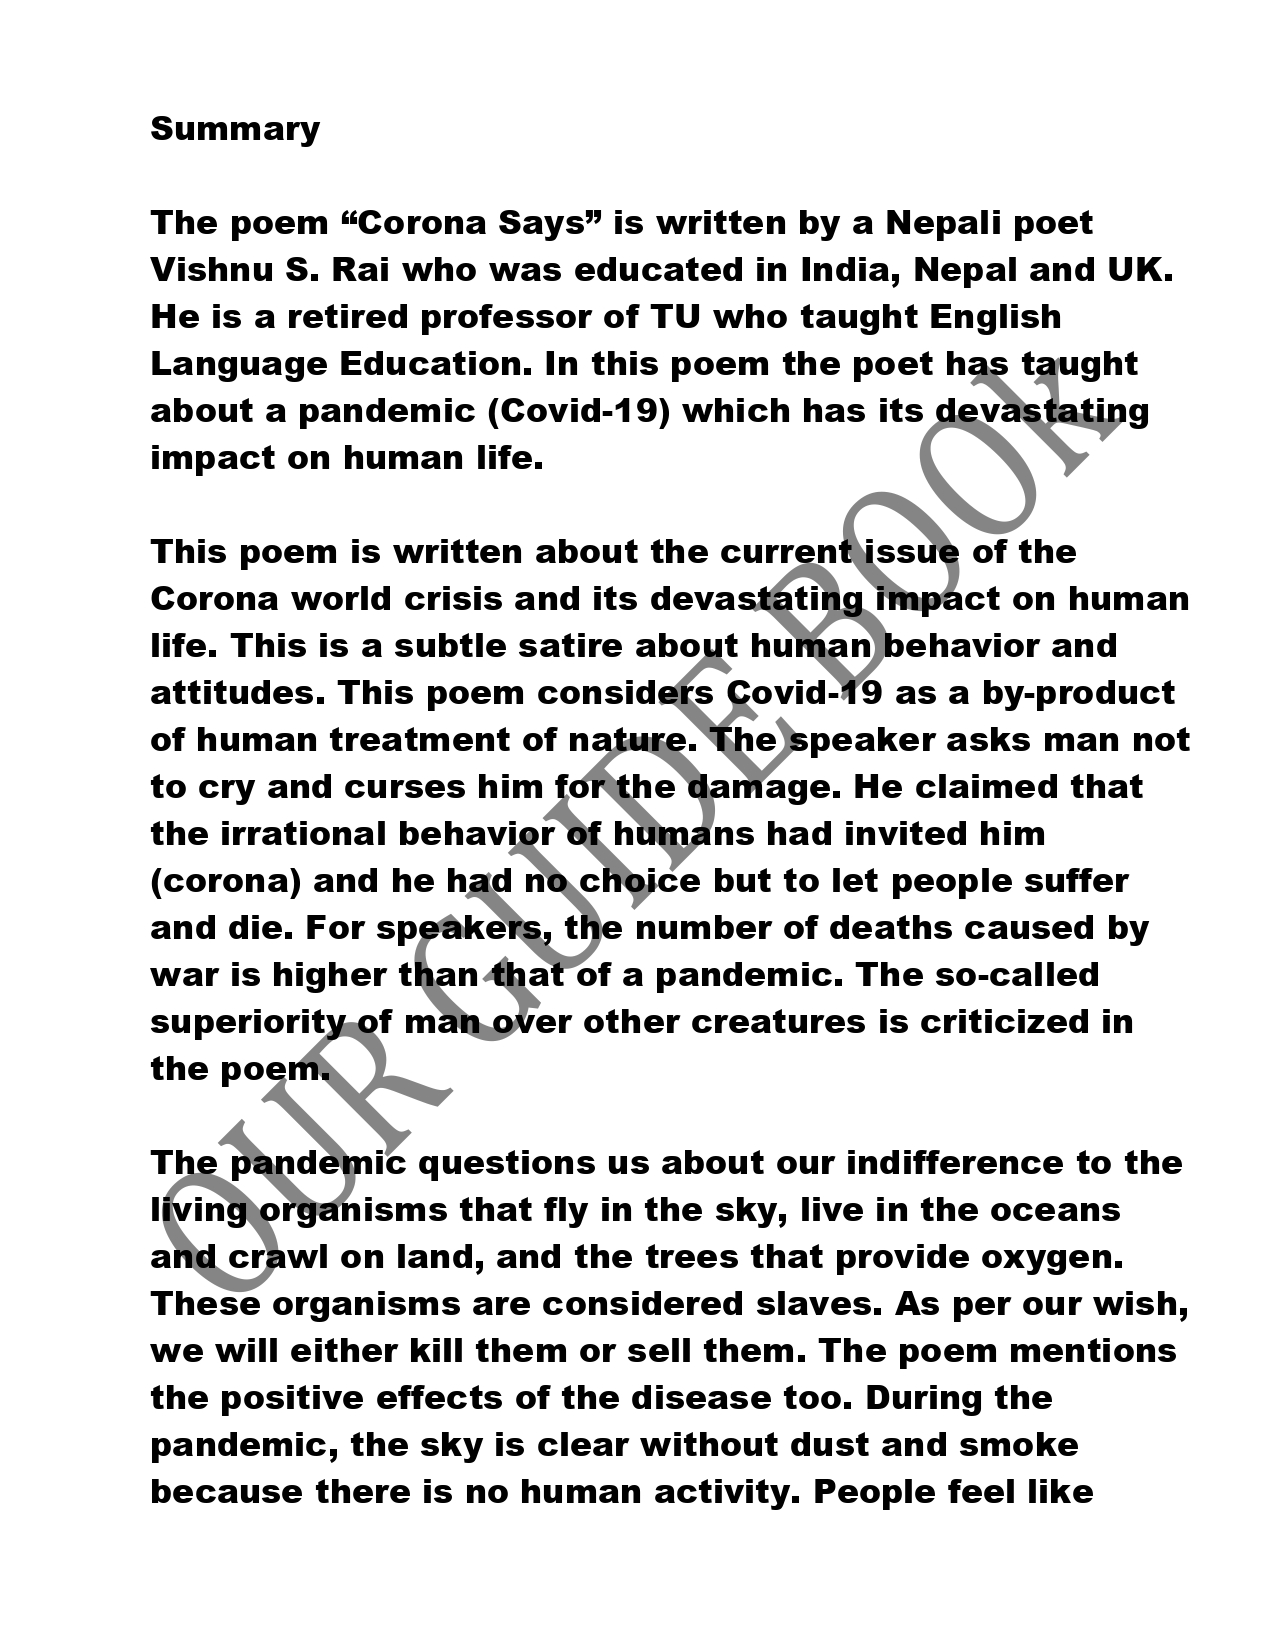 Summary
The poem “Corona Says” is written by a Nepali poet
Vishnu S. Rai who was educated in India, Nepal and UK.
He is a retired professor of TU who taught English
Language Education. In this poem the poet has taught
about a pandemic (Covid-19) which has its devastating
impact on human life.
This poem is written about the current issue of the
Corona world crisis and its devastating impact on human
life. This is a subtle satire about human behavior and
attitudes. This poem considers Covid-19 as a by-product
of human treatment of nature. The speaker asks man not
to cry and curses him for the damage. He claimed that
the irrational behavior of humans had invited him
(corona) and he had no choice but to let people suffer
and die. For speakers, the number of deaths caused by
war is higher than that of a pandemic. The so-called
superiority of man over other creatures is criticized in
the poem.
The pandemic questions us about our indifference to the
living organisms that fly in the sky, live in the oceans
and crawl on land, and the trees that provide oxygen.
These organisms are considered slaves. As per our wish,
we will either kill them or sell them. The poem mentions
the positive effects of the disease too. During the
pandemic, the sky is clear without dust and smoke
because there is no human activity. People feel like
OUR GUIDE BOOk